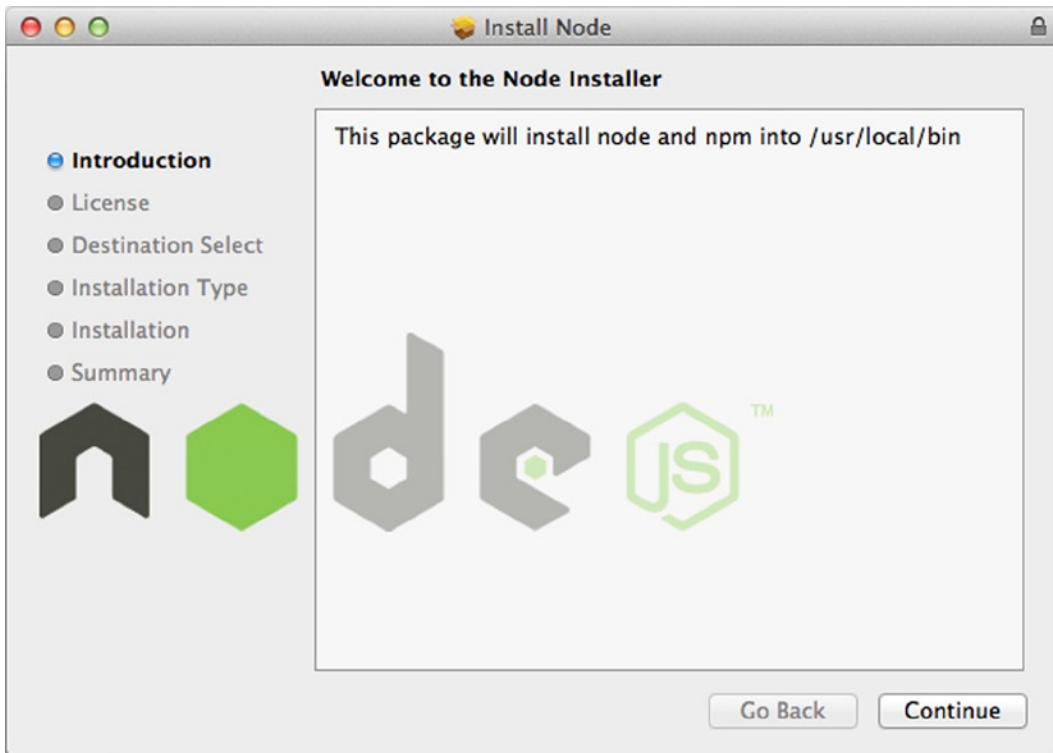 Install Node
Welcome to the Node Installer
Introduction
License
Destination Select
Installation Type
Installation
Summary
This package will install node and npm into /usr/local/bin
node
JS
TM
Go Back
Continue